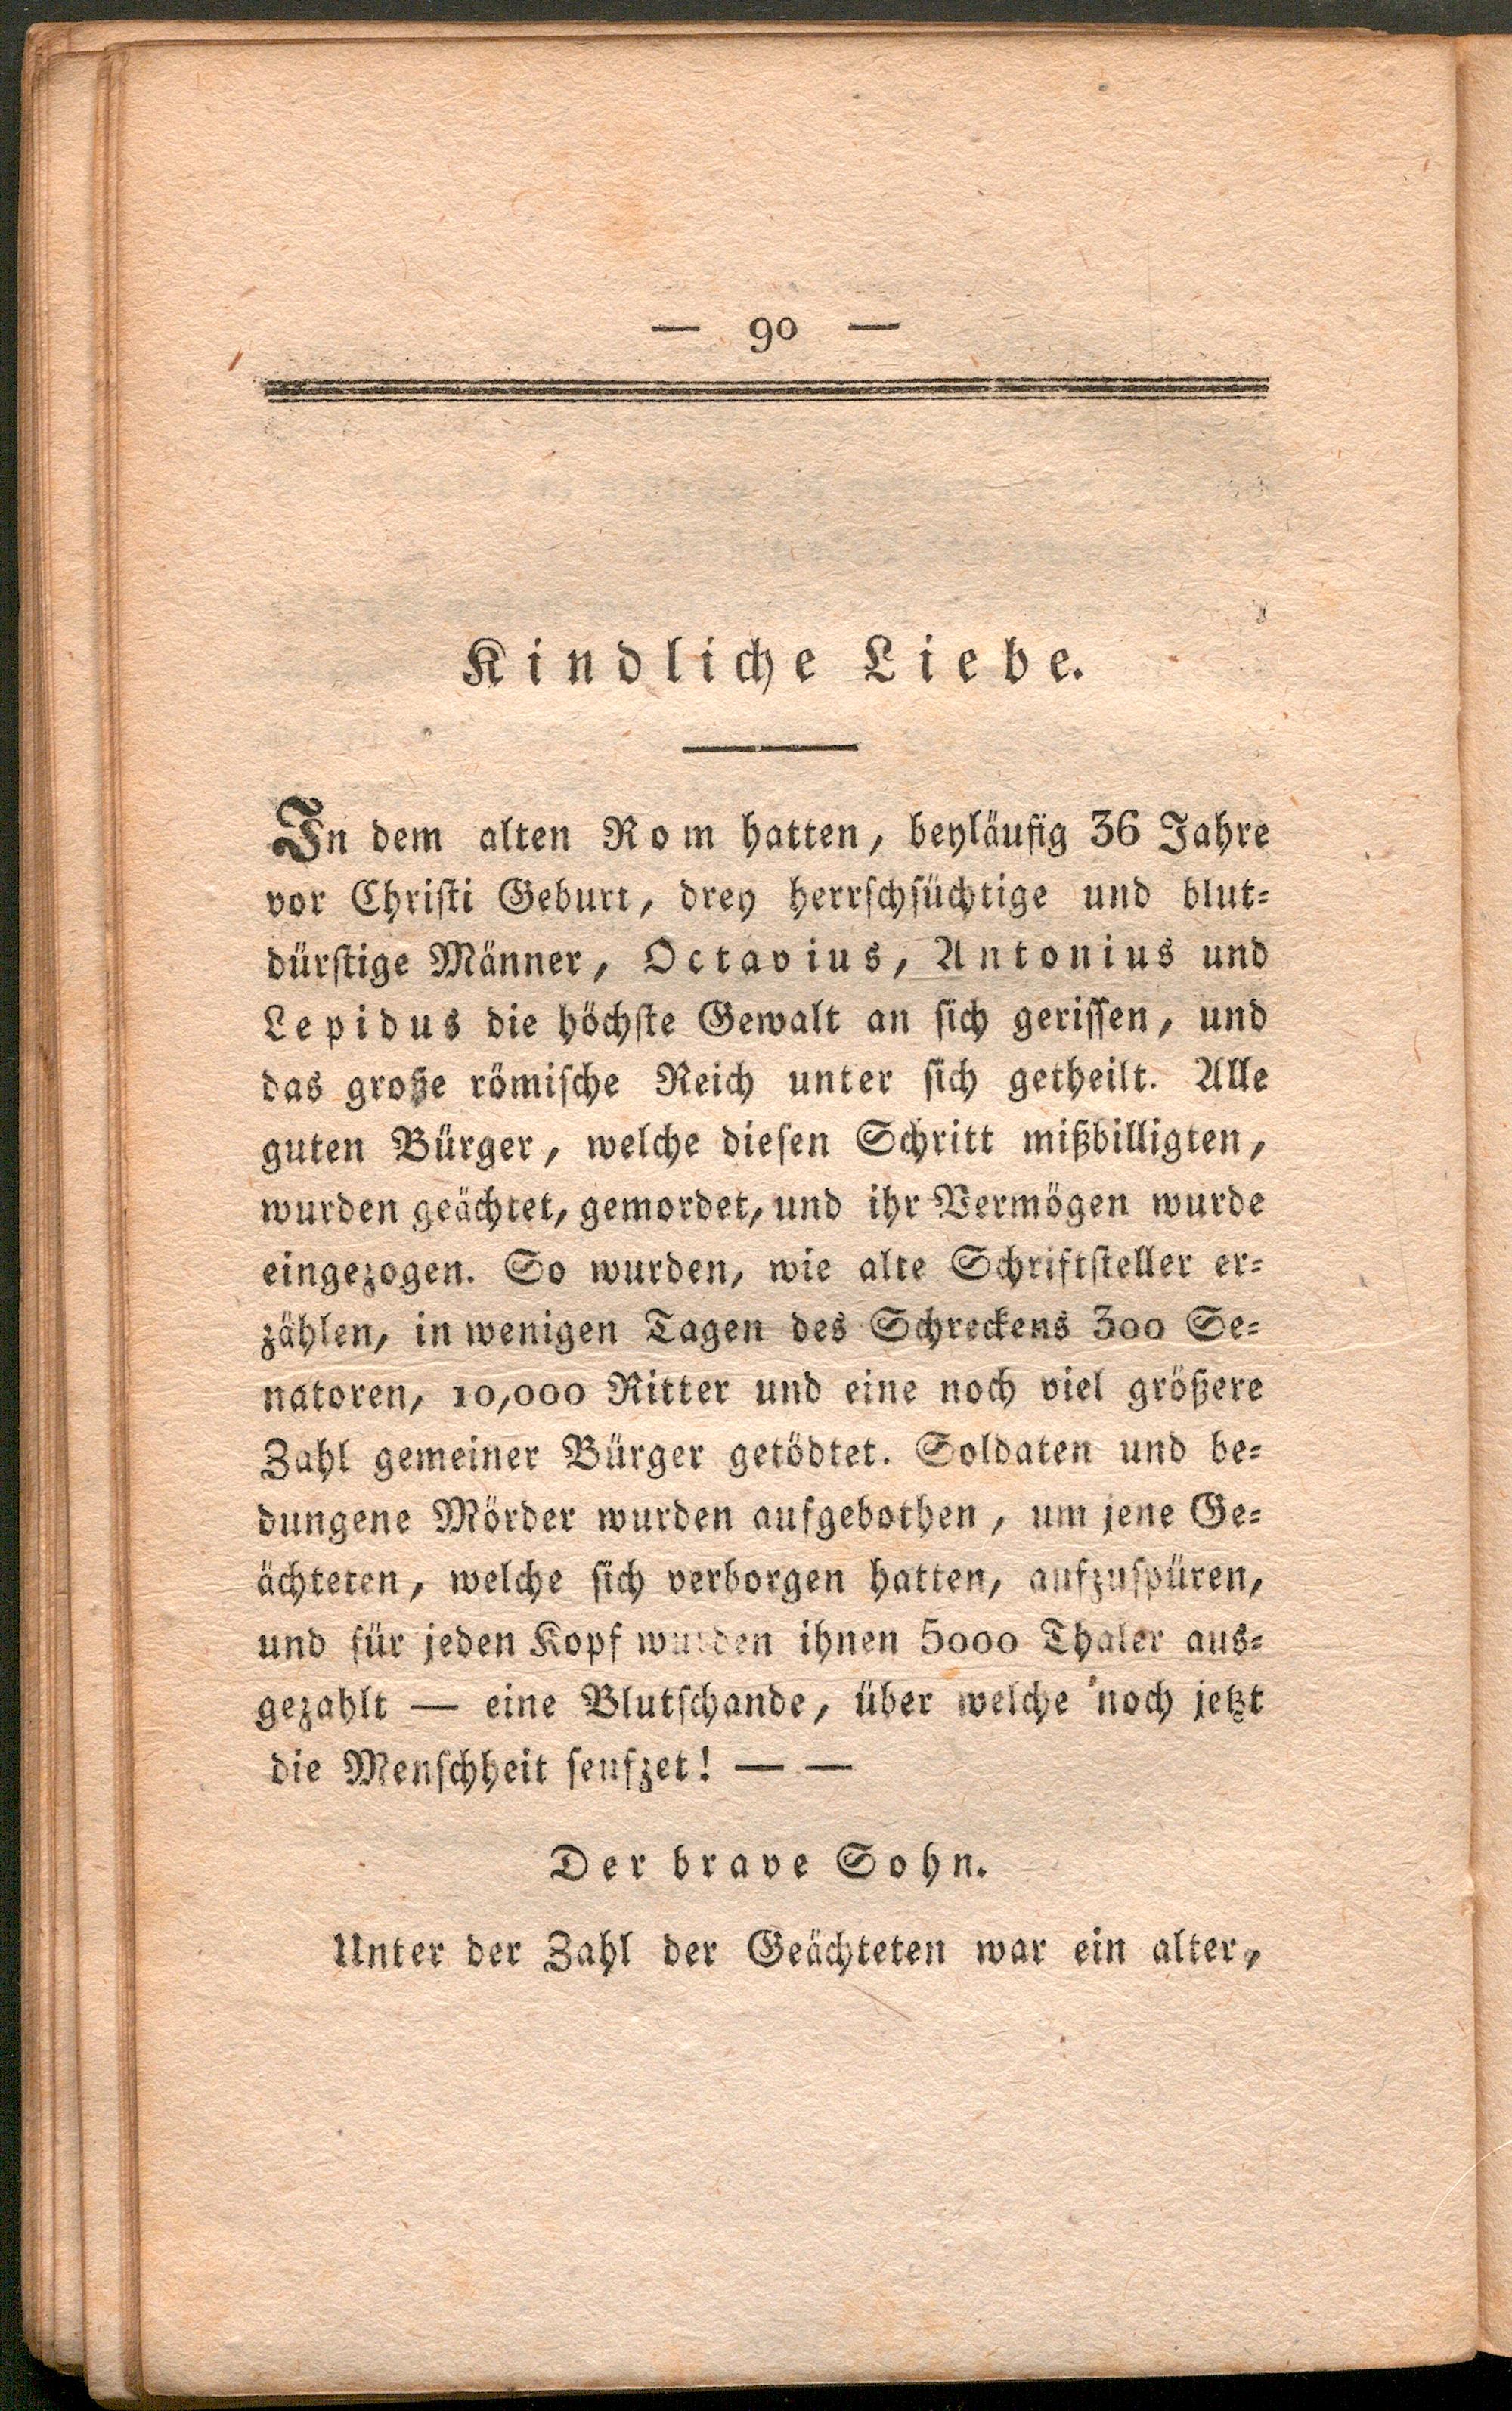 — 90 —
Kindliche Liebe.
In dem alten Rom hatten, beyläufig 36 Jahre
vor Christi Geburt, drey herrschsüchtige und blut-
dürstige Männer, Octavius, Antonius und
Lepidus die höchste Gewalt an sich gerissen, und
das große römische Reich unter sich getheilt. Alle
guten Bürger, welche diesen Schritt mißbilligten,
wurden geächtet, gemordet, und ihr Vermögen wurde
eingezogen. So wurden, wie alte Schriftsteller er-
zählen, in wenigen Tagen des Schreckens 300 Se-
natoren, 10,000 Ritter und eine noch viel größere
Zahl gemeiner Bürger getödtet. Soldaten und be-
dungene Mörder wurden aufgebothen, um jene Ge-
ächteten, welche sich verborgen hatten, aufzuspüren,
und für jeden Kopf wurden ihnen 5000 Thaler aus-
gezahlt — eine Blutschande, über welche noch jetzt
die Menschheit seufzet! — —
Der brave Sohn.
Unter der Zahl der Geächteten war ein alter,